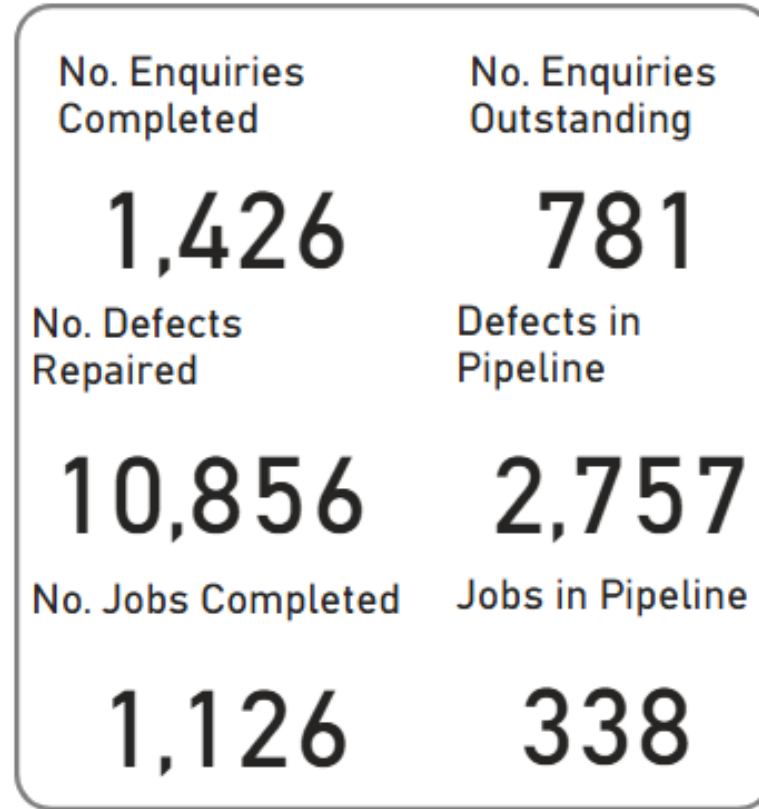 No. Enquiries
Completed
1,426
No. Enquiries
Outstanding
781
No. Defects
Repaired
10,856
Defects in
Pipeline
2,757
No. Jobs Completed
1,126
Jobs in Pipeline
338